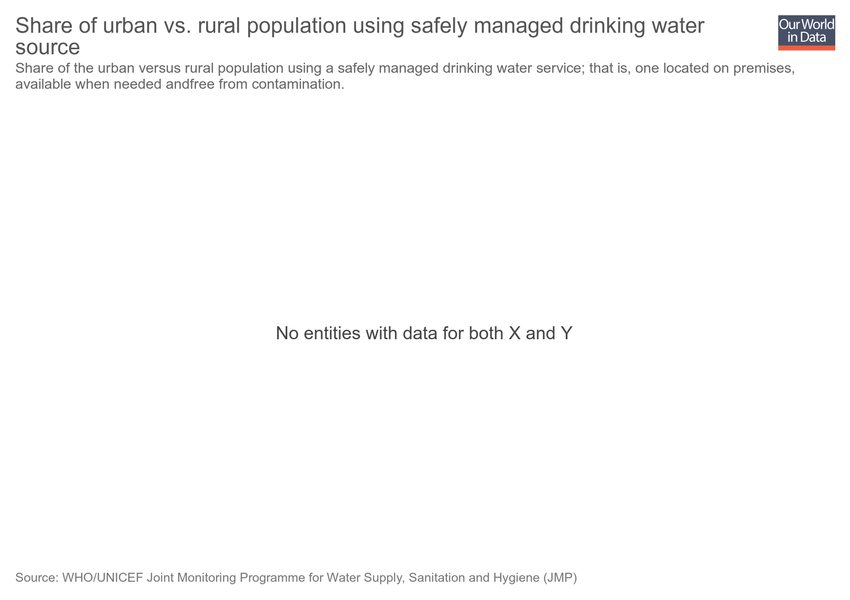 Share of urban vs. rural population using safely managed drinking water
source
Our World
in Data
Share of the urban versus rural population using a safely managed drinking water service; that is, one located on premises,
available when needed andfree from contamination.
No entities with data for both X and Y
Source: WHO/UNICEF Joint Monitoring Programme for Water Supply, Sanitation and Hygiene (JMP)